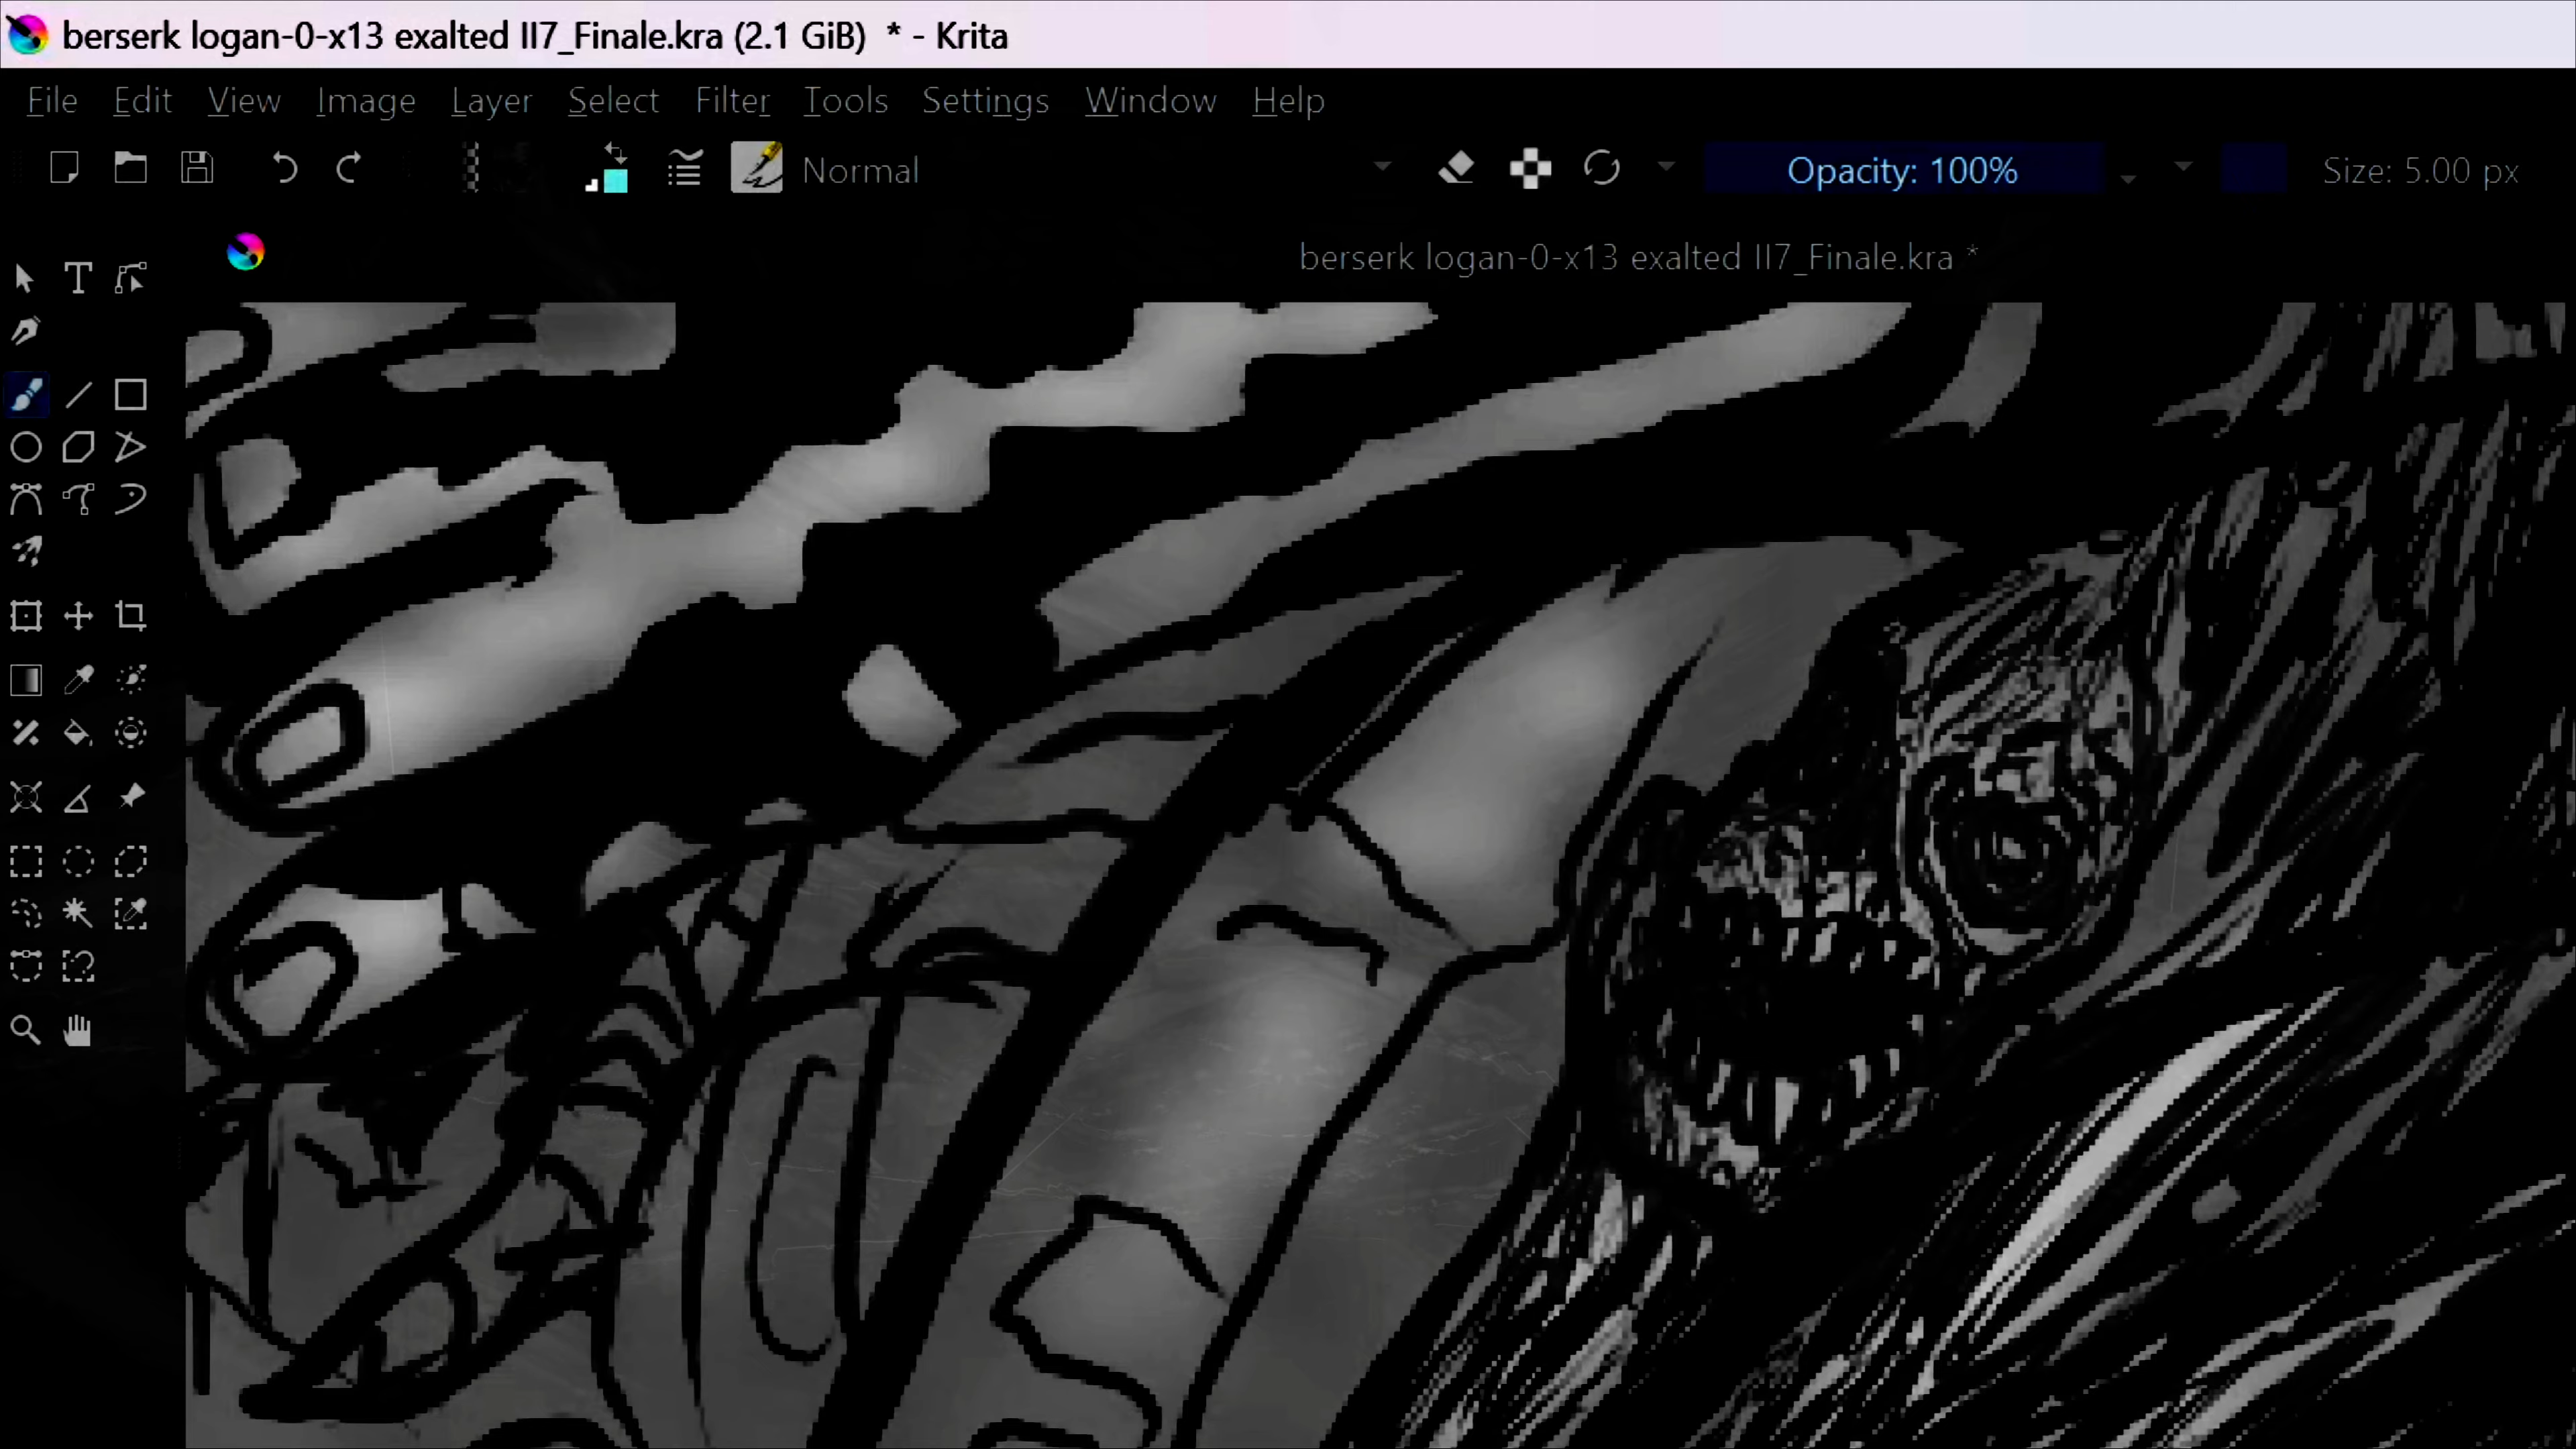 berserk logan-0-x13 exalted II7_Finale.kra (2.1 GiB) * - Krita
File Edit View Image Layer Select Filter Tools Settings Window Help
Normal Opacity: 100% Size: 5.00 px
berserk logan-0-x13 exalted II7_Finale.kra *